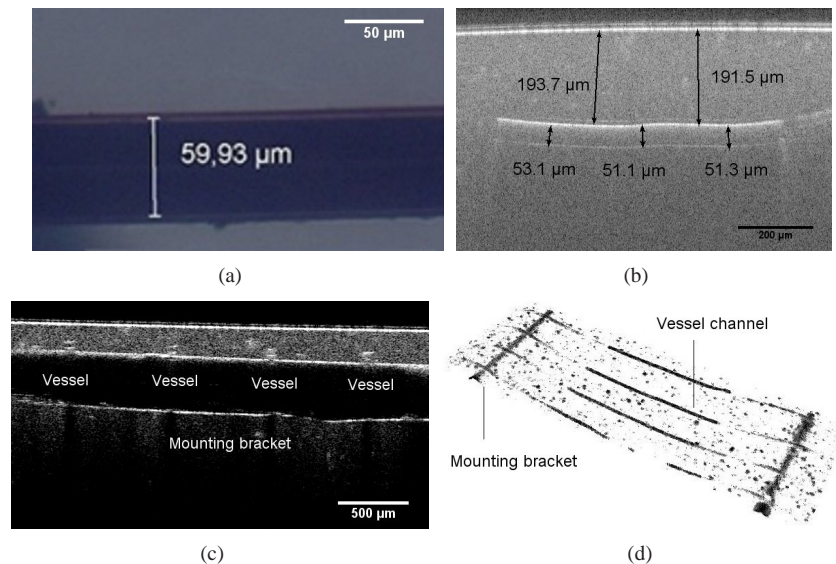 50 µm
59,93 µm
(a)
193.7 µm
191.5 µm
53.1 µm
51.1 µm
51.3 µm
200 µm
(b)
Vessel
Vessel
Vessel
Vessel
Mounting bracket
500 µm
(c)
Vessel channel
Mounting bracket
(d)